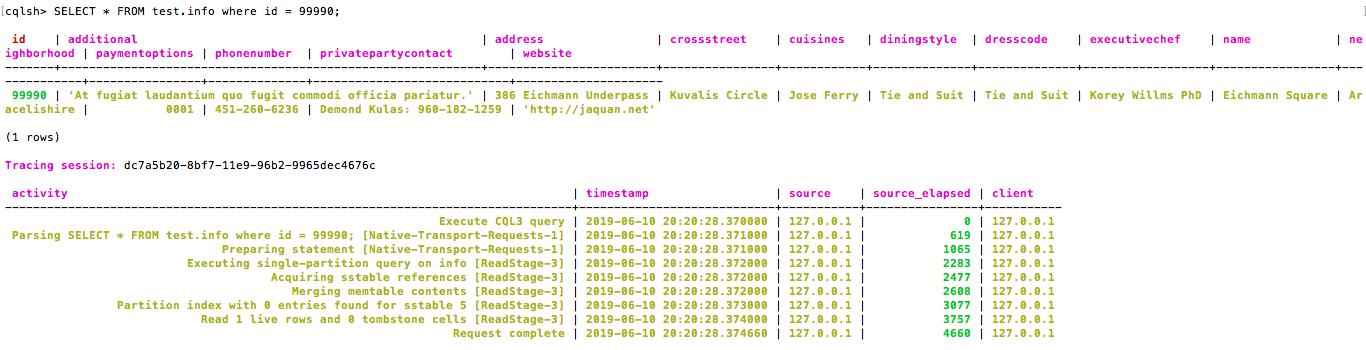 [cqlsh> SELECT * FROM test.info where id = 99990; ]
id | additional | address | crossstreet | cuisines | diningstyle | dresscode | executivechef | name | ne
ighborhood | paymentoptions | phonenumber | privatepartycontact | website
-------+-----------------------------------------------------------+------------------------+----------------+------------+--------------+--------------+------------------+-----------------+---
-----------+----------------+--------------+-----------------------------+---------------------
99990 | 'At fugiat laudantium quo fugit commodi officia pariatur.' | 386 Eichmann Underpass | Kuvalis Circle | Jose Ferry | Tie and Suit | Tie and Suit | Korey Willms PhD | Eichmann Square | Ar
acelishire | 0001 | 451-260-6236 | Demond Kulas: 960-182-1259 | 'http://jaquan.net'
(1 rows)
Tracing session: dc7a5b20-8bf7-11e9-96b2-9965dec4676c
activity | timestamp | source | source_elapsed | client
----------------------------------------------------------------------------------+----------------------------+-----------+----------------+-----------
Execute CQL3 query | 2019-06-10 20:20:28.370000 | 127.0.0.1 | 0 | 127.0.0.1
Parsing SELECT * FROM test.info where id = 99990; [Native-Transport-Requests-1] | 2019-06-10 20:20:28.371000 | 127.0.0.1 | 619 | 127.0.0.1
Preparing statement [Native-Transport-Requests-1] | 2019-06-10 20:20:28.371000 | 127.0.0.1 | 1065 | 127.0.0.1
Executing single-partition query on info [ReadStage-3] | 2019-06-10 20:20:28.372000 | 127.0.0.1 | 2283 | 127.0.0.1
Acquiring sstable references [ReadStage-3] | 2019-06-10 20:20:28.372000 | 127.0.0.1 | 2477 | 127.0.0.1
Merging memtable contents [ReadStage-3] | 2019-06-10 20:20:28.372000 | 127.0.0.1 | 2608 | 127.0.0.1
Partition index with 0 entries found for sstable 5 [ReadStage-3] | 2019-06-10 20:20:28.373000 | 127.0.0.1 | 3077 | 127.0.0.1
Read 1 live rows and 0 tombstone cells [ReadStage-3] | 2019-06-10 20:20:28.374000 | 127.0.0.1 | 3757 | 127.0.0.1
Request complete | 2019-06-10 20:20:28.374660 | 127.0.0.1 | 4660 | 127.0.0.1